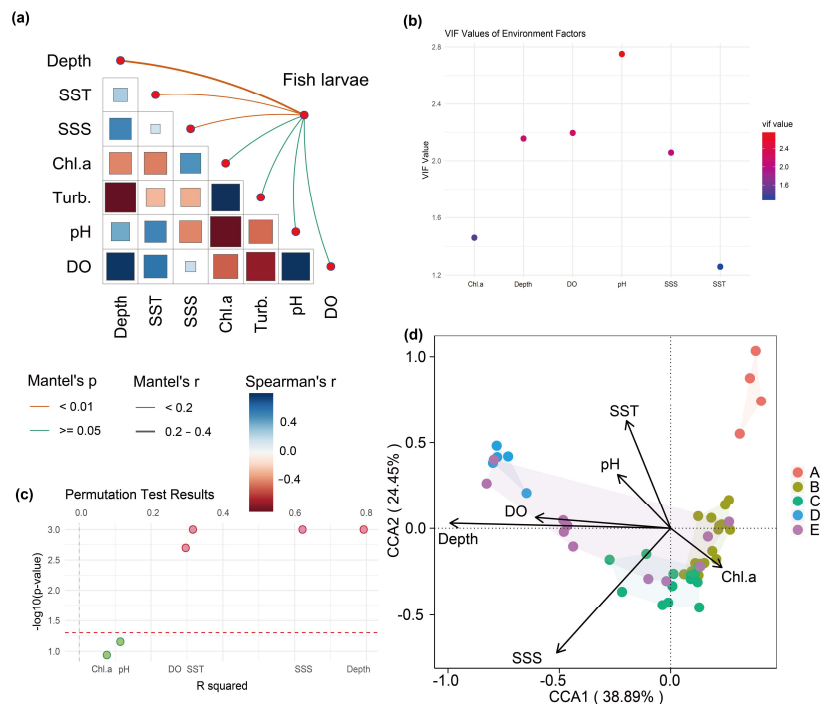 (a)
Depth
SST
SSS
Chl.a
Turb.
pH
DO
Fish larvae
Depth
SST
SSS
Chl.a
Turb.
pH
DO
Mantel's p
< 0.01
>= 0.05
Mantel's r
< 0.2
0.2 – 0.4
Spearman's r
0.4
0.0
−0.4
(b)
VIF Values of Environment Factors
2.8
2.4
2.0
1.6
1.2
VIF Value
Chl.a Depth DO pH SSS SST
vif value
2.4
2.0
1.6
(c)
Permutation Test Results
0.0 0.2 0.4 0.6 0.8
3.0
2.5
2.0
1.5
1.0
-log10(p-value)
Chl.a pH DO SST SSS Depth
R squared
(d)
1.0
0.5
0.0
-0.5
CCA2 ( 24.45% )
SST
pH
DO
Depth
Chl.a
SSS
-1.0 -0.5 0.0
CCA1 ( 38.89% )
A
B
C
D
E